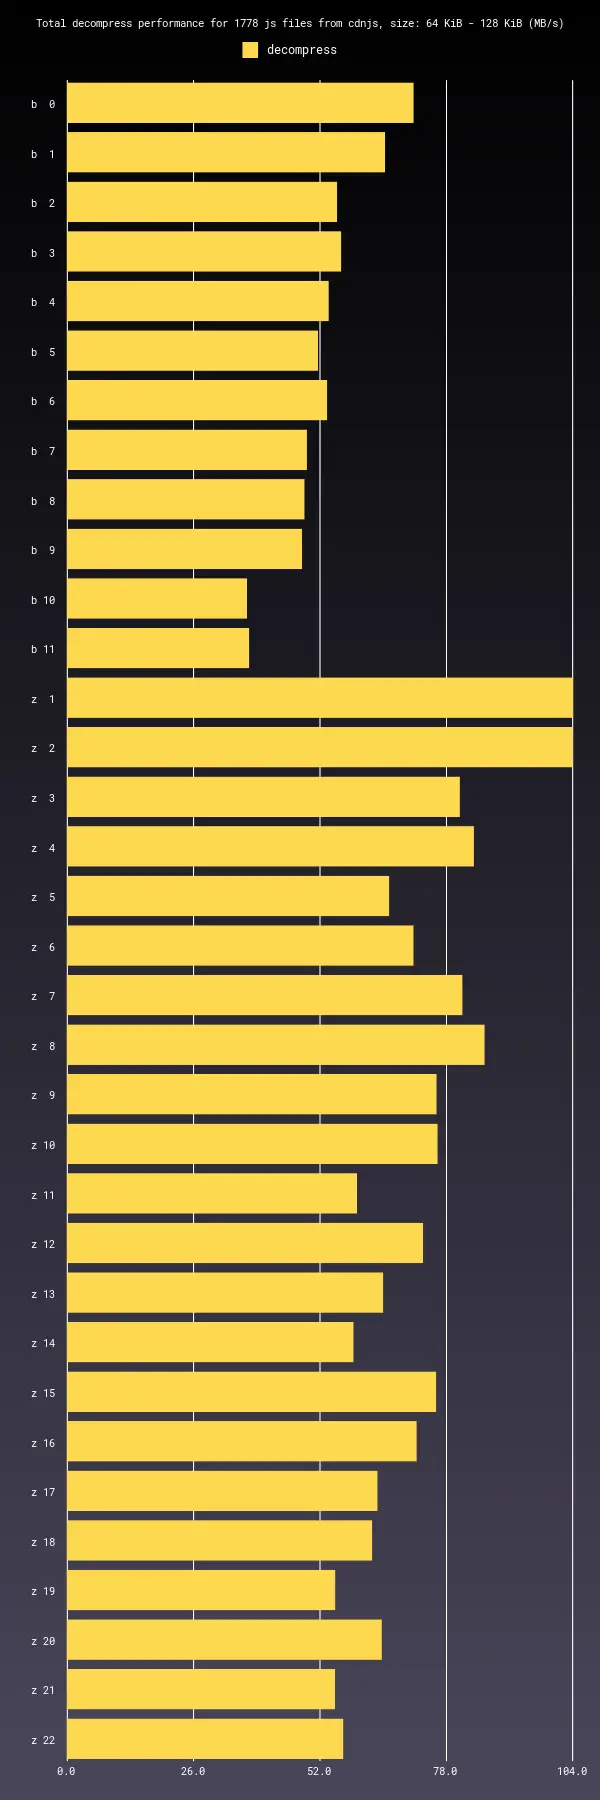 Total decompress performance for 1778 js files from cdnjs, size: 64 KiB - 128 KiB (MB/s)
decompress
b 0
b 1
b 2
b 3
b 4
b 5
b 6
b 7
b 8
b 9
b 10
b 11
z 1
z 2
z 3
z 4
z 5
z 6
z 7
z 8
z 9
z 10
z 11
z 12
z 13
z 14
z 15
z 16
z 17
z 18
z 19
z 20
z 21
z 22
0.0 26.0 52.0 78.0 104.0